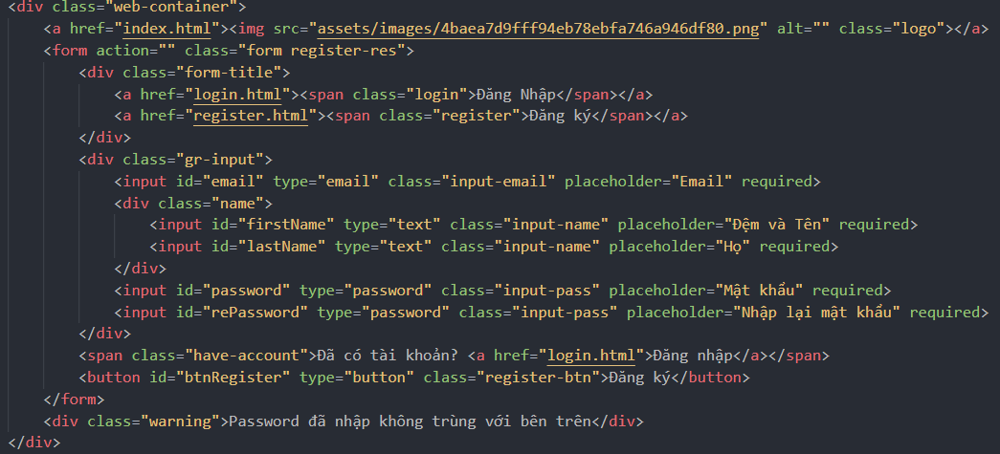 <div class="web-container">
<a href="index.html"><img src="assets/images/4baea7d9fff94eb78ebfa746a946df80.png" alt="" class="logo"></a>
<form action="" class="form register-res">
<div class="form-title">
<a href="login.html"><span class="login">Đăng Nhập</span></a>
<a href="register.html"><span class="register">Đăng ký</span></a>
</div>
<div class="gr-input">
<input id="email" type="email" class="input-email" placeholder="Email" required>
<div class="name">
<input id="firstName" type="text" class="input-name" placeholder="Đệm và Tên" required>
<input id="lastName" type="text" class="input-name" placeholder="Họ" required>
</div>
<input id="password" type="password" class="input-pass" placeholder="Mật khẩu" required>
<input id="rePassword" type="password" class="input-pass" placeholder="Nhập lại mật khẩu" required>
</div>
<span class="have-account">Đã có tài khoản? <a href="login.html">Đăng nhập</a></span>
<button id="btnRegister" type="button" class="register-btn">Đăng ký</button>
</form>
<div class="warning">Password đã nhập không trùng với bên trên</div>
</div>